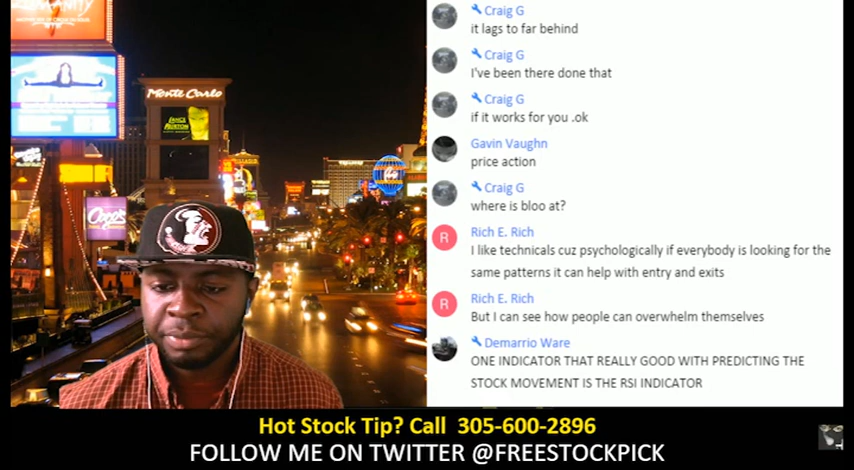 Monte Carlo
LANCE
BURTON
Coco's
Craig G
it lags to far behind
Craig G
I've been there done that
Craig G
if it works for you .ok
Gavin Vaughn
price action
Craig G
where is bloo at?
R
Rich E. Rich
I like technicals cuz psychologically if everybody is looking for the
same patterns it can help with entry and exits
R
Rich E. Rich
But I can see how people can overwhelm themselves
Demarrio Ware
ONE INDICATOR THAT REALLY GOOD WITH PREDICTING THE
STOCK MOVEMENT IS THE RSI INDICATOR
Hot Stock Tip? Call 305-600-2896
FOLLOW ME ON TWITTER @FREESTOCKPICK